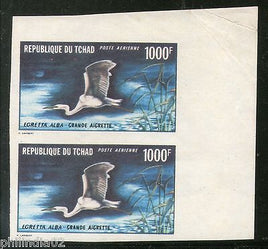 REPUBLIQUE DU TCHAD POSTE AERIENNE
1000F
EGRETTA ALBA - GRANDE AIGRETTE
REPUBLIQUE DU TCHAD POSTE AERIENNE
1000F
EGRETTA ALBA - GRANDE AIGRETTE
philindia02